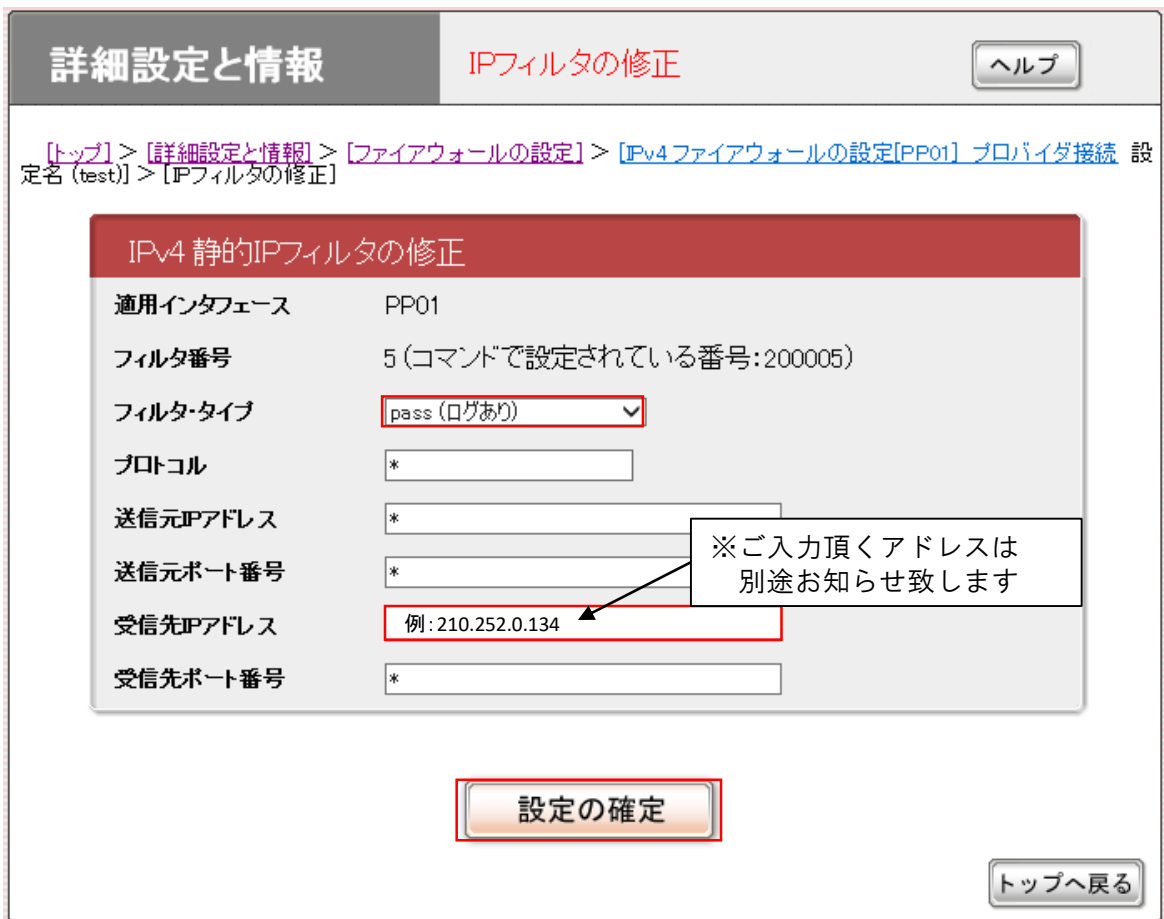 詳細設定と情報
IPフィルタの修正
ヘルプ
[トップ] > [詳細設定と情報] > [ファイアウォールの設定] > [IPv4 ファイアウォールの設定[PP01] プロバイダ接続 設
定名 (test)] > [IPフィルタの修正]
IPv4 静的IPフィルタの修正
適用インタフェース PP01
フィルタ番号 5 (コマンドで設定されている番号:200005)
フィルタ・タイプ pass (ログあり)
プロトコル *
送信元IPアドレス *
※ご入力頂くアドレスは
別途お知らせ致します
送信元ポート番号 *
受信先IPアドレス 例:210.252.0.134
受信先ポート番号 *
設定の確定
トップへ戻る